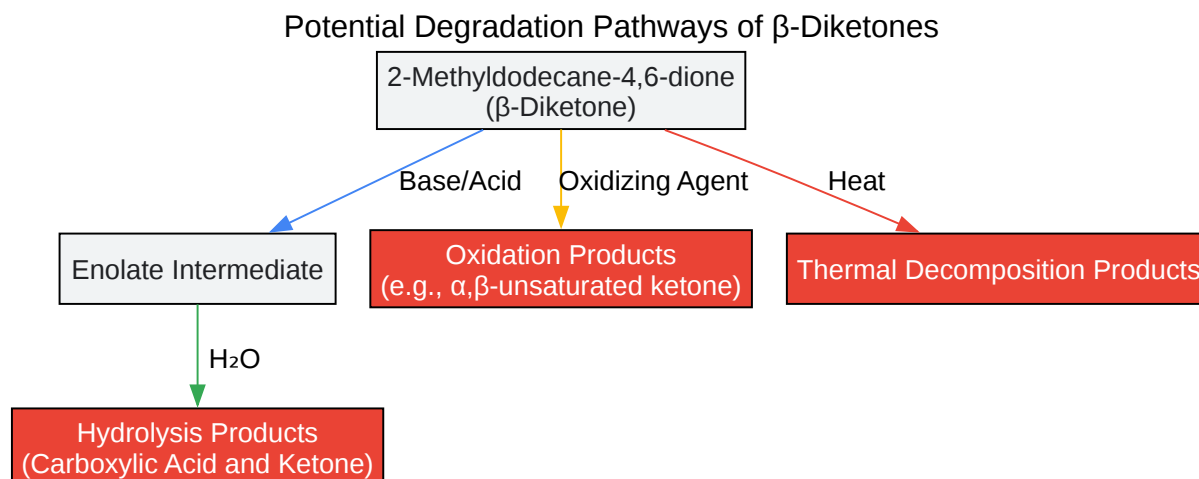 Potential Degradation Pathways of β-Diketones
2-Methyldodecane-4,6-dione
(β-Diketone)
Base/Acid
Oxidizing Agent
Heat
Enolate Intermediate
Oxidation Products
(e.g., α,β-unsaturated ketone)
Thermal Decomposition Products
H₂O
Hydrolysis Products
(Carboxylic Acid and Ketone)